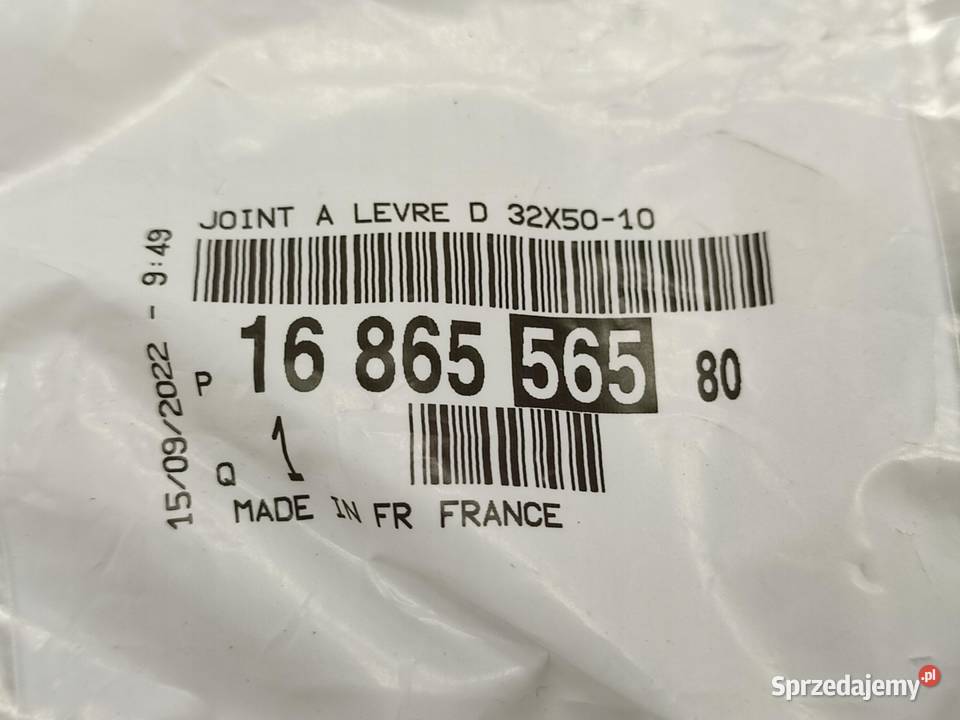 JOINT A LEVRE D 32X50-10
P 16 865 565 80
Q 1
MADE IN FR FRANCE
15/09/2022 - 9:49
Sprzedajemy.pl